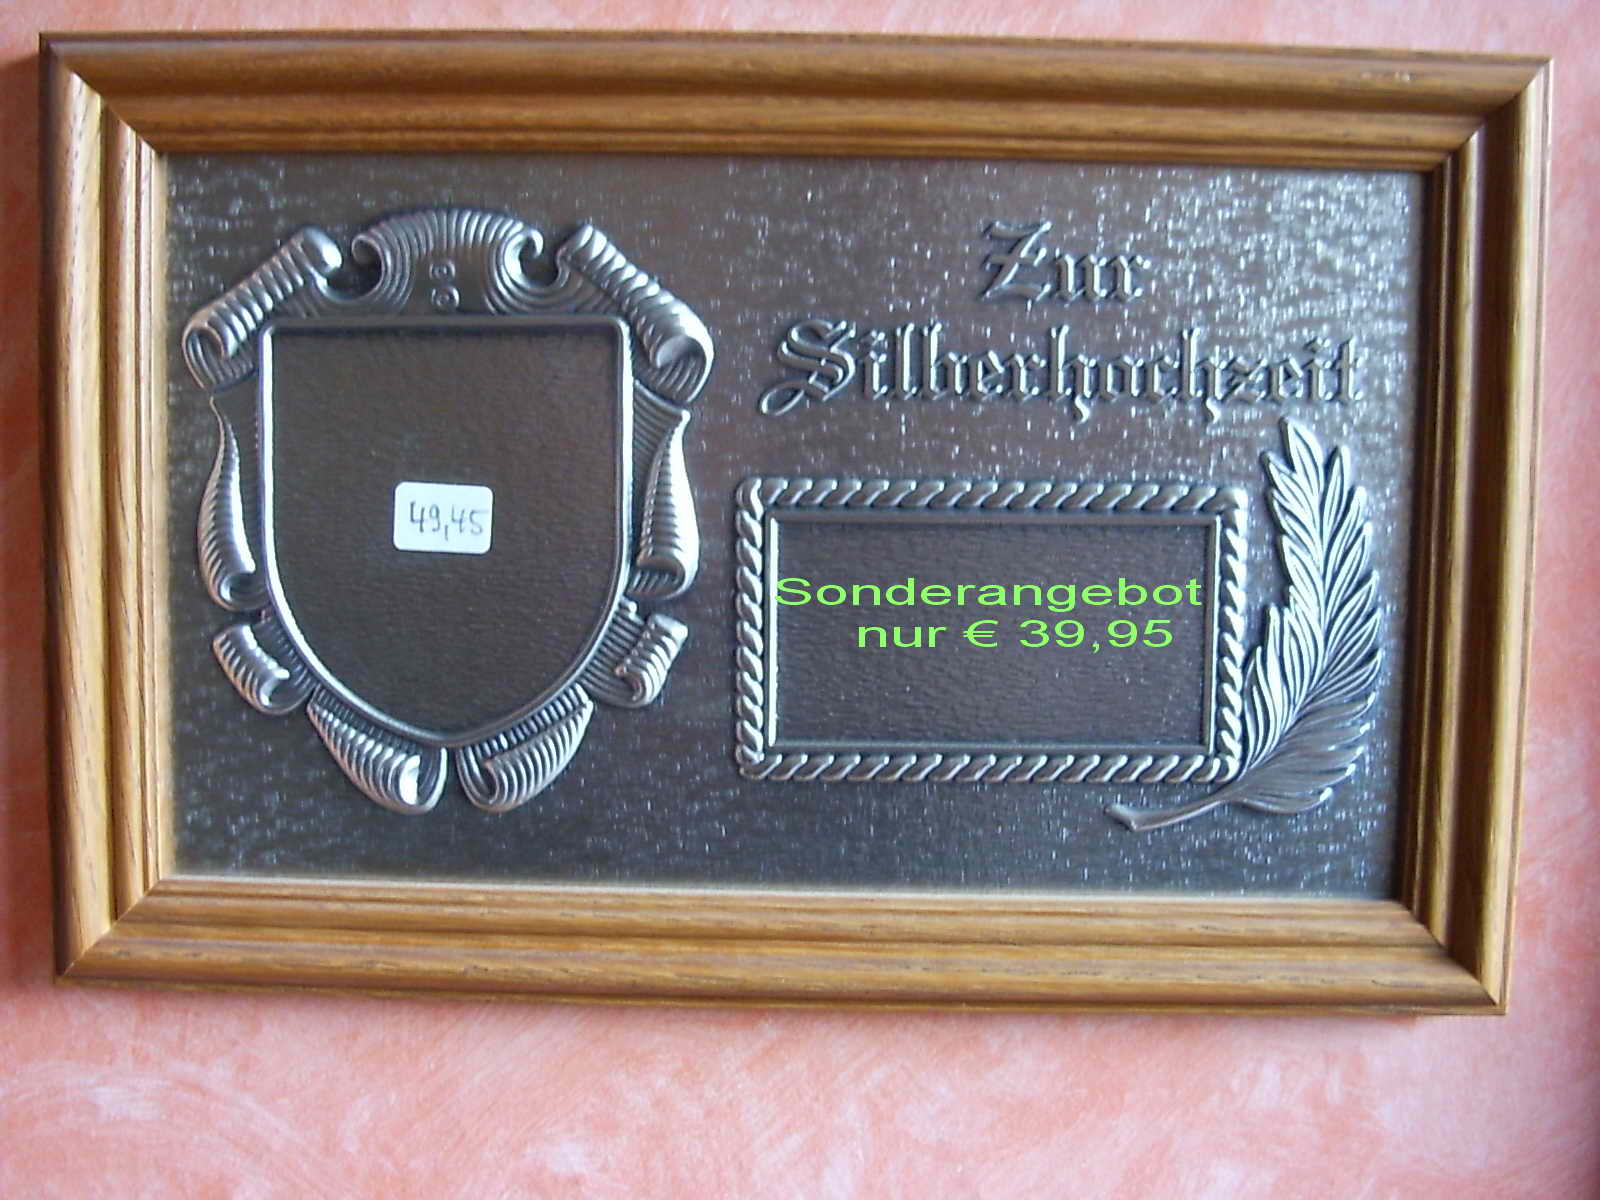 Zur
Silberhochzeit
49,45
Sonderangebot
nur € 39,95